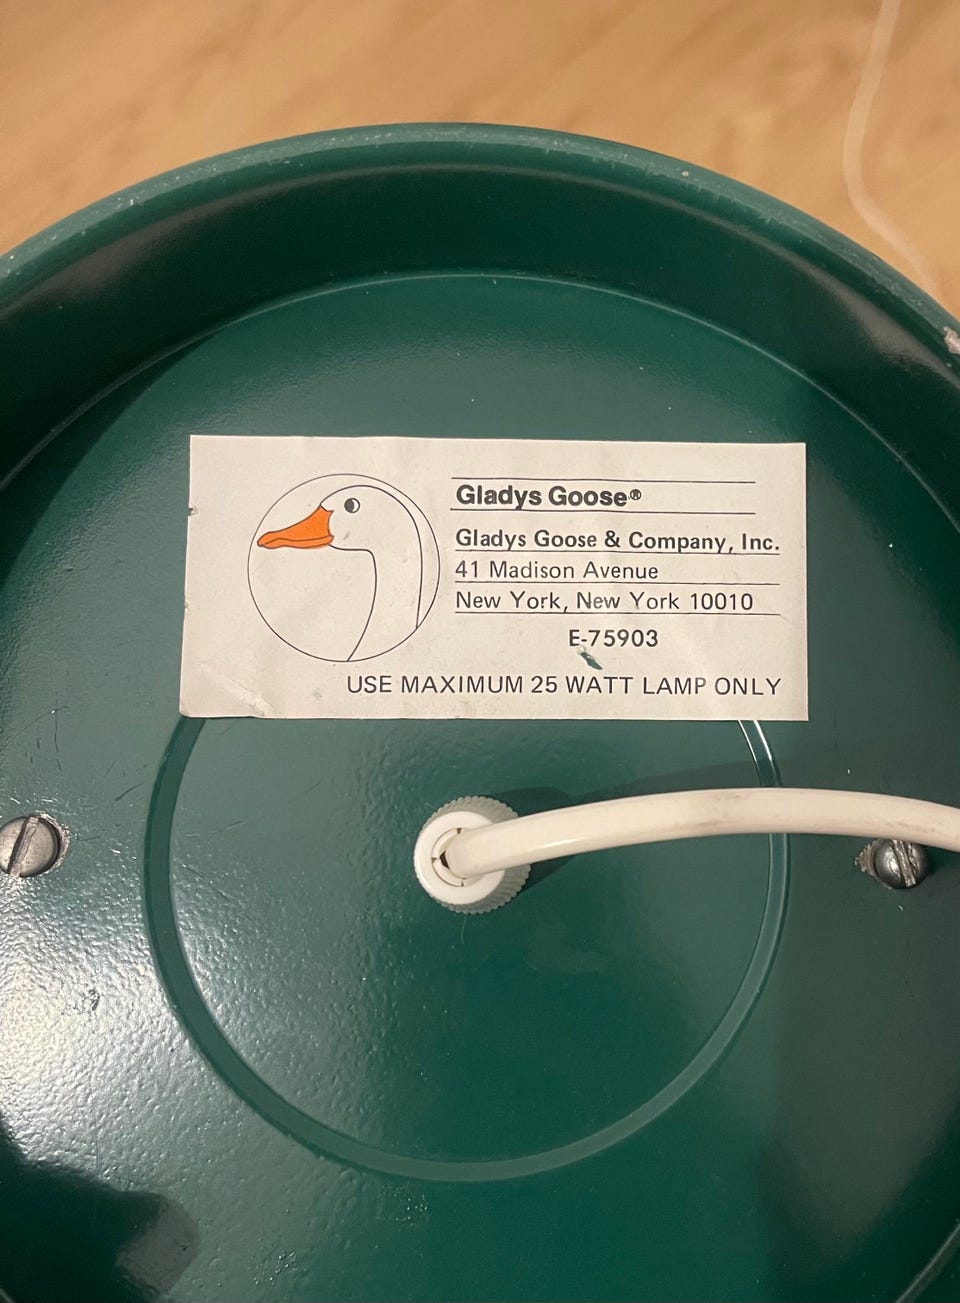 Gladys Goose®
Gladys Goose & Company, Inc.
41 Madison Avenue
New York, New York 10010
E-75903
USE MAXIMUM 25 WATT LAMP ONLY